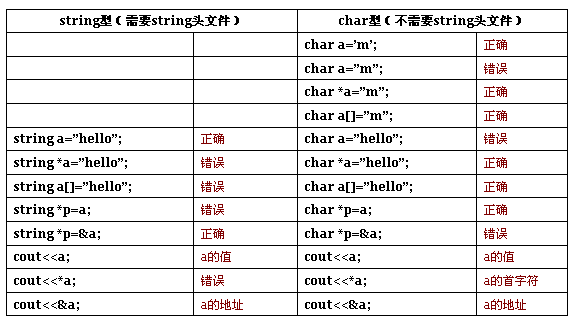 string型（需要string头文件） char型（不需要string头文件）
char a=’m’; 正确
char a=”m”; 错误
char *a=”m”; 正确
char a[]=”m”; 正确
string a=”hello”; 正确 char a=”hello”; 错误
string *a=”hello”; 错误 char *a=”hello”; 正确
string a[]=”hello”; 错误 char a[]=”hello”; 正确
string *p=a; 错误 char *p=a; 正确
string *p=&a; 正确 char *p=&a; 错误
cout<<a; a的值 cout<<a; a的值
cout<<*a; 错误 cout<<*a; a的首字符
cout<<&a; a的地址 cout<<&a; a的地址